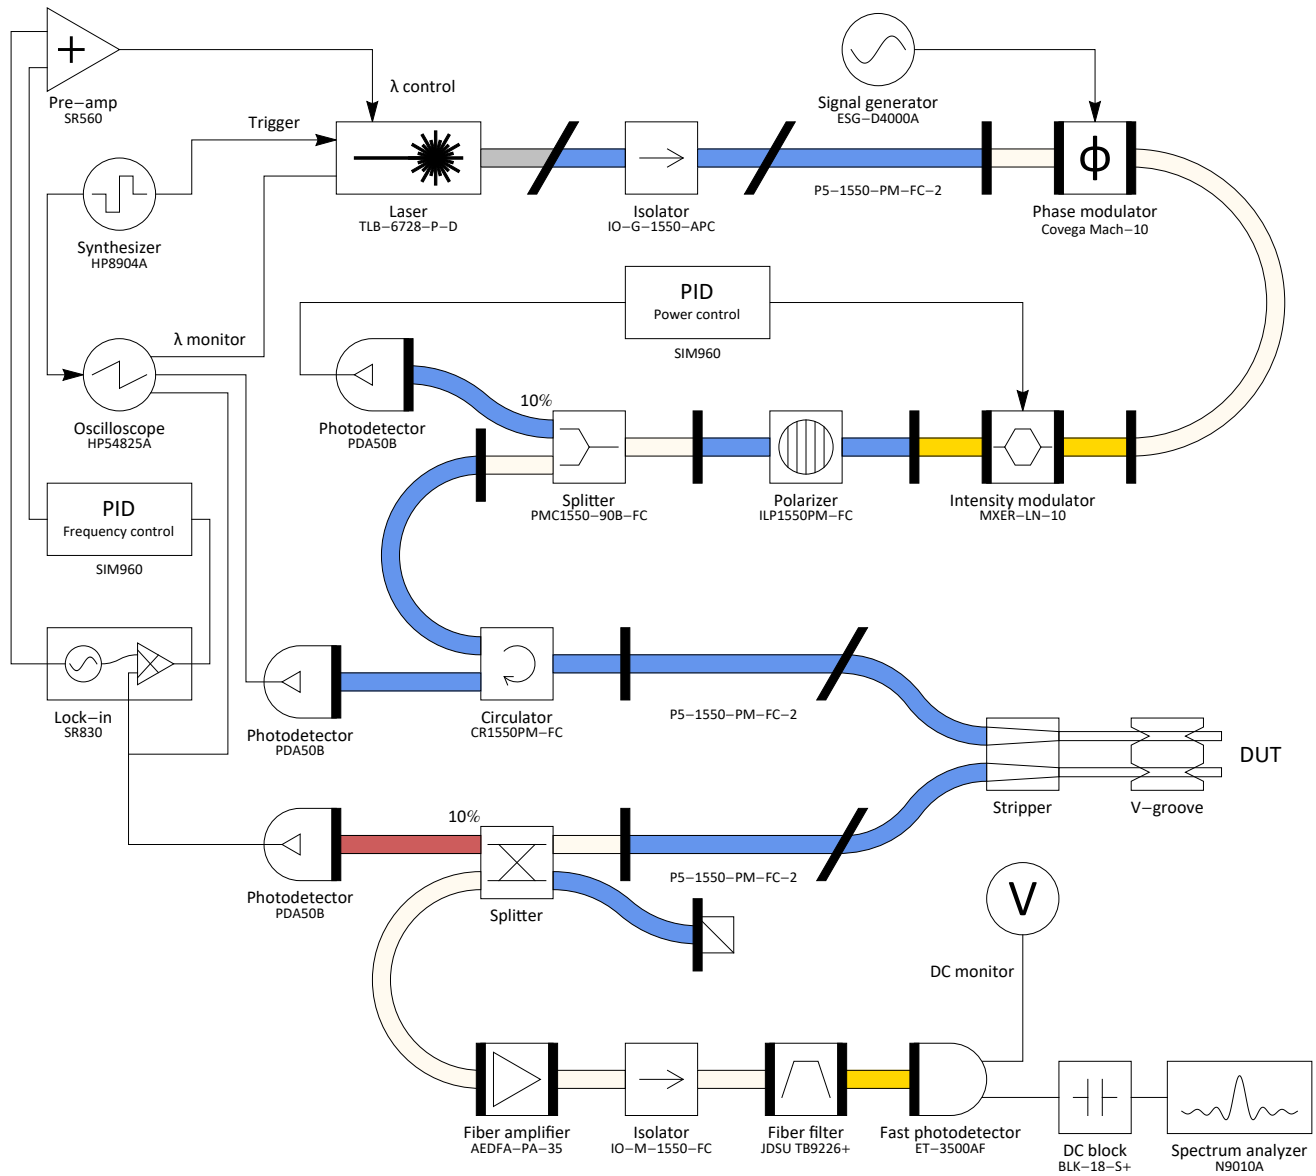 Pre−amp
SR560
λ control
Signal generator
ESG−D4000A
Trigger
Laser
TLB−6728−P−D
Isolator
IO−G−1550−APC
P5−1550−PM−FC−2
ϕ
Phase modulator
Covega Mach−10
Synthesizer
HP8904A
PID
Power control
SIM960
λ monitor
Oscilloscope
HP54825A
Photodetector
PDA50B
10%
Splitter
PMC1550−90B−FC
Polarizer
ILP1550PM−FC
Intensity modulator
MXER−LN−10
PID
Frequency control
SIM960
Lock−in
SR830
Photodetector
PDA50B
Circulator
CR1550PM−FC
P5−1550−PM−FC−2
Stripper
V−groove
DUT
10%
Photodetector
PDA50B
Splitter
P5−1550−PM−FC−2
V
DC monitor
Fiber amplifier
AEDFA−PA−35
Isolator
IO−M−1550−FC
Fiber filter
JDSU TB9226+
Fast photodetector
ET−3500AF
DC block
BLK−18−S+
Spectrum analyzer
N9010A